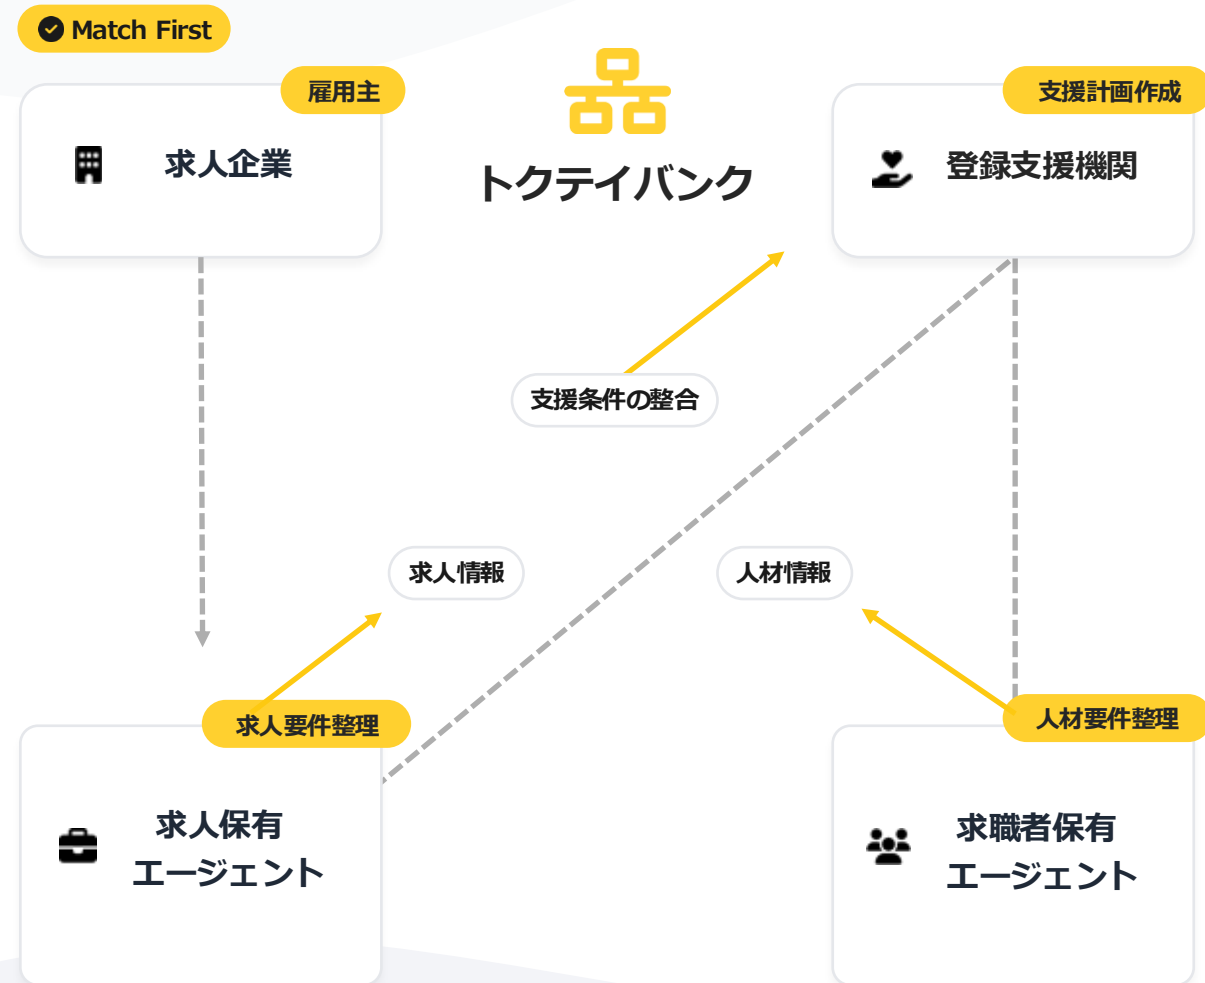 Match First
雇用主
求人企業
トクテイバンク
支援計画作成
登録支援機関
支援条件の整合
求人情報
人材情報
求人要件整理
求人保有
エージェント
人材要件整理
求職者保有
エージェント